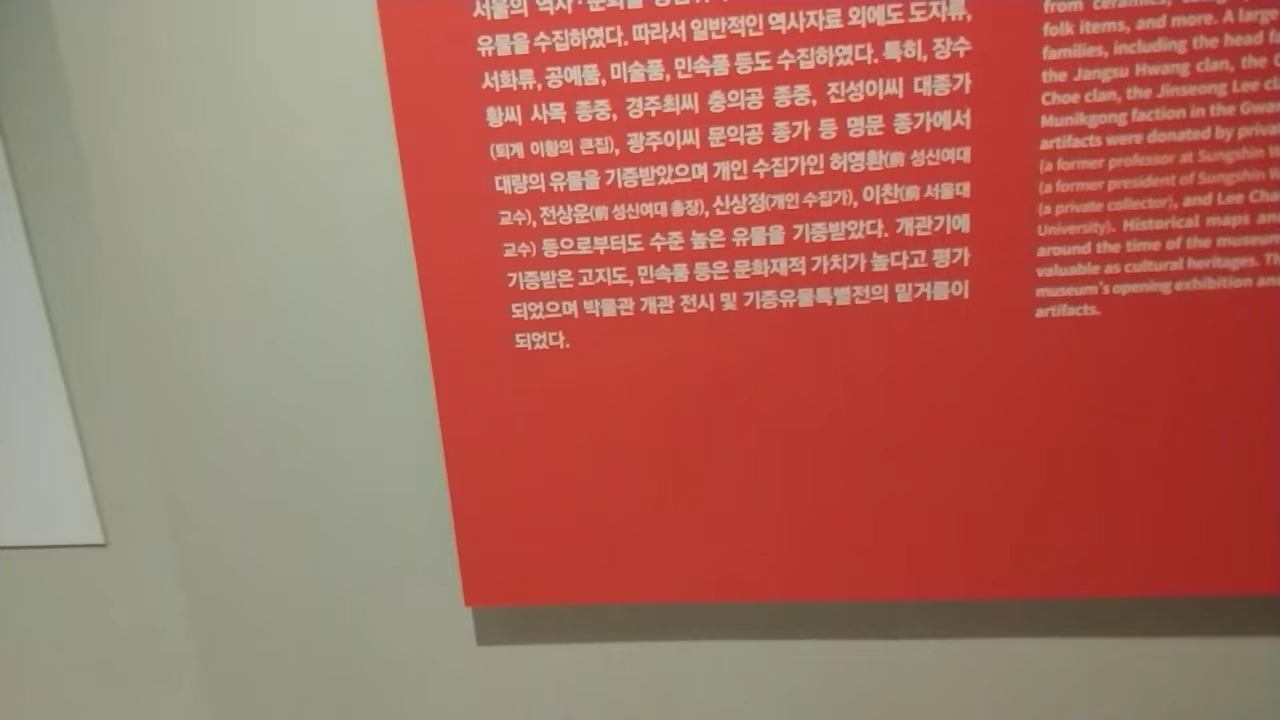 서울의 역사·문화를
유물을 수집하였다. 따라서 일반적인 역사자료 외에도 도자류,
서화류, 공예품, 미술품, 민속품 등도 수집하였다. 특히, 장수
황씨 사목 종중, 경주최씨 충의공 종중, 진성이씨 대종가
(퇴계 이황의 큰집), 광주이씨 문익공 종가 등 명문 종가에서
대량의 유물을 기증받았으며 개인 수집가인 허영환(前 성신여대
교수), 전상운(前 성신여대 총장), 신상정(개인 수집가), 이찬(前 서울대
교수) 등으로부터도 수준 높은 유물을 기증받았다. 개관기에
기증받은 고지도, 민속품 등은 문화재적 가치가 높다고 평가
되었으며 박물관 개관 전시 및 기증유물특별전의 밑거름이
되었다.
from ceramics,
folk items, and more. A large
families, including the head
the Jangsu Hwang clan, the
Choe clan, the Jinseong Lee
Munikgong faction in the
artifacts were donated by
(a former professor at Sungshin
(a former president of Sungshin
(a private collector), and Lee
University). Historical maps
around the time of the museum
valuable as cultural heritages.
museum's opening exhibition
artifacts.